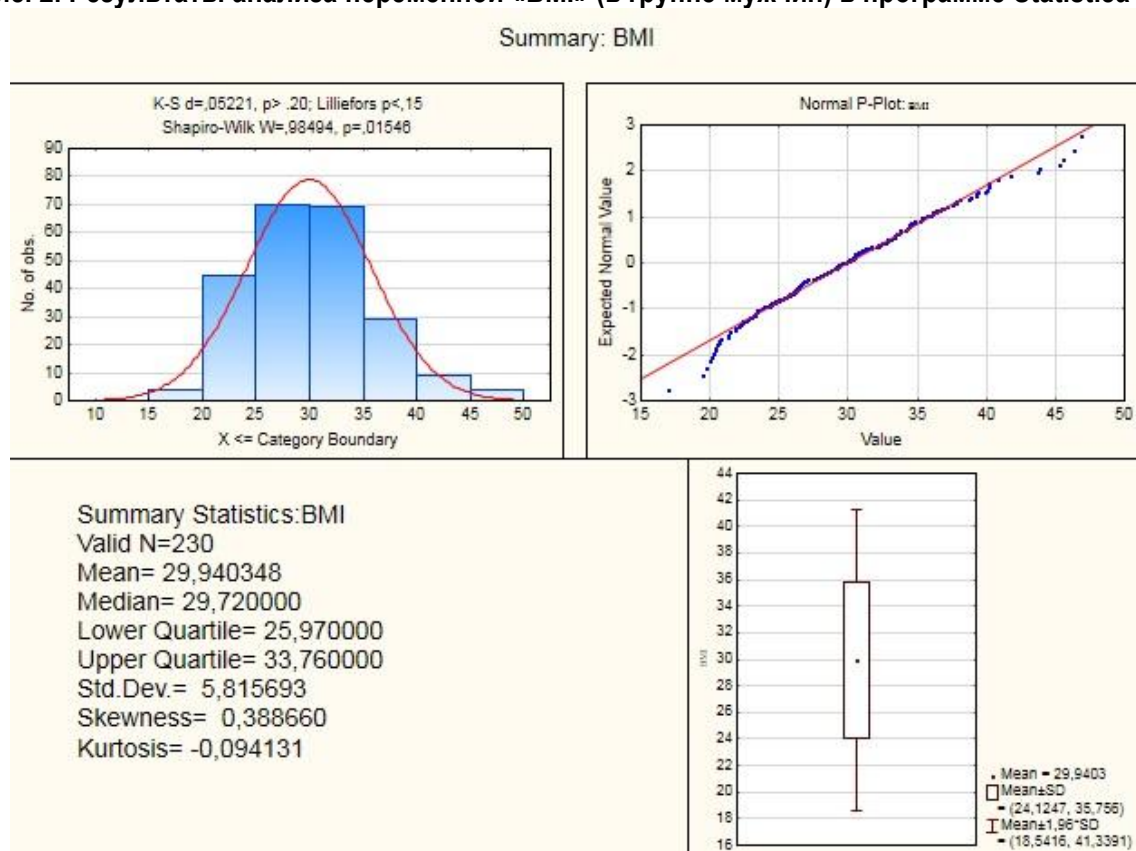 Summary: BMI
K-S d=,05221, p> .20; Lilliefors p<,15
Shapiro-Wilk W=,98494, p=,01546
No. of obs.
90
80
70
60
50
40
30
20
10
0
10 15 20 25 30 35 40 45 50
X <= Category Boundary
Normal P-Plot: BMI
Expected Normal Value
3
2
1
0
-1
-2
-3
15 20 25 30 35 40 45 50
Value
Summary Statistics:BMI
Valid N=230
Mean= 29,940348
Median= 29,720000
Lower Quartile= 25,970000
Upper Quartile= 33,760000
Std.Dev.= 5,815693
Skewness= 0,388660
Kurtosis= -0,094131
BMI
44
42
40
38
36
34
32
30
28
26
24
22
20
18
16
Mean = 29,9403
Mean±SD
= (24,1247, 35,756)
Mean±1,96*SD
= (18,5416, 41,3391)